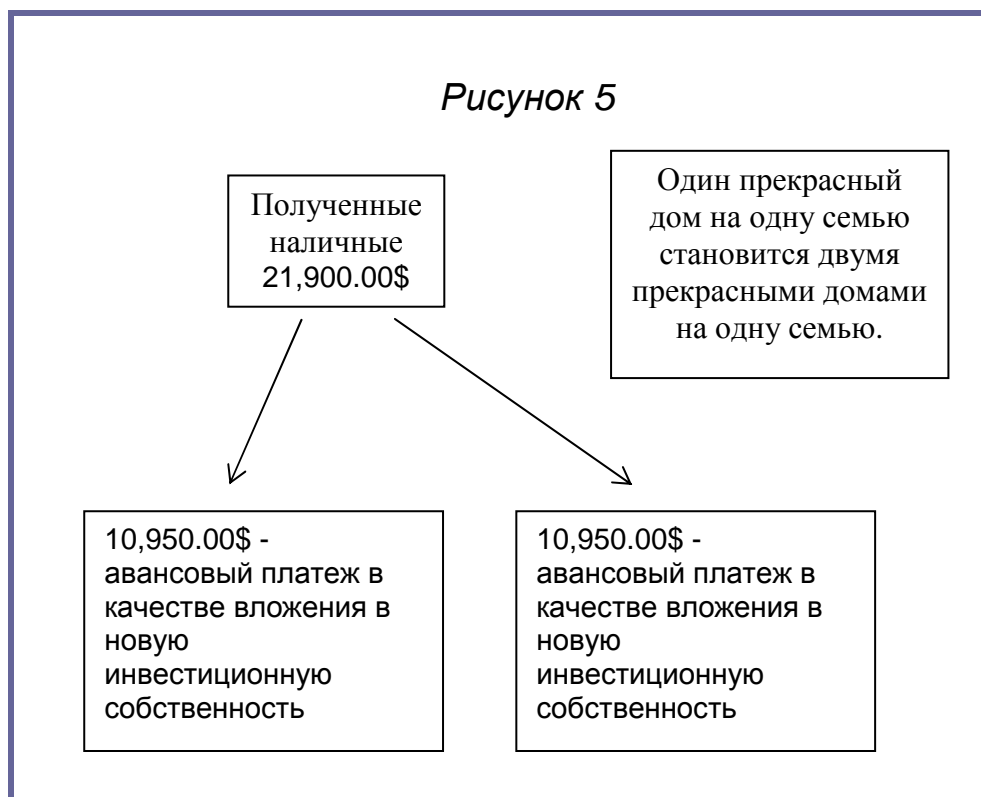 Рисунок 5
Полученные
наличные
21,900.00$
Один прекрасный
дом на одну семью
становится двумя
прекрасными домами
на одну семью.
10,950.00$ -
авансовый платеж в
качестве вложения в
новую
инвестиционную
собственность
10,950.00$ -
авансовый платеж в
качестве вложения в
новую
инвестиционную
собственность